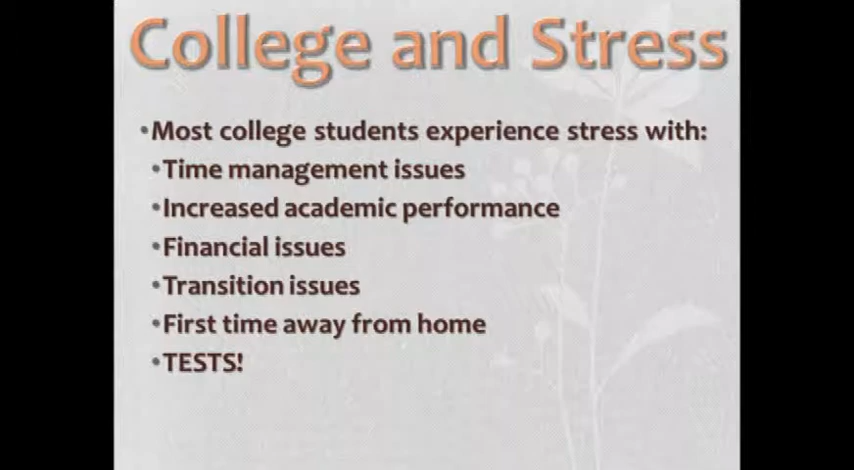 College and Stress
•Most college students experience stress with:
•Time management issues
•Increased academic performance
•Financial issues
•Transition issues
•First time away from home
•TESTS!